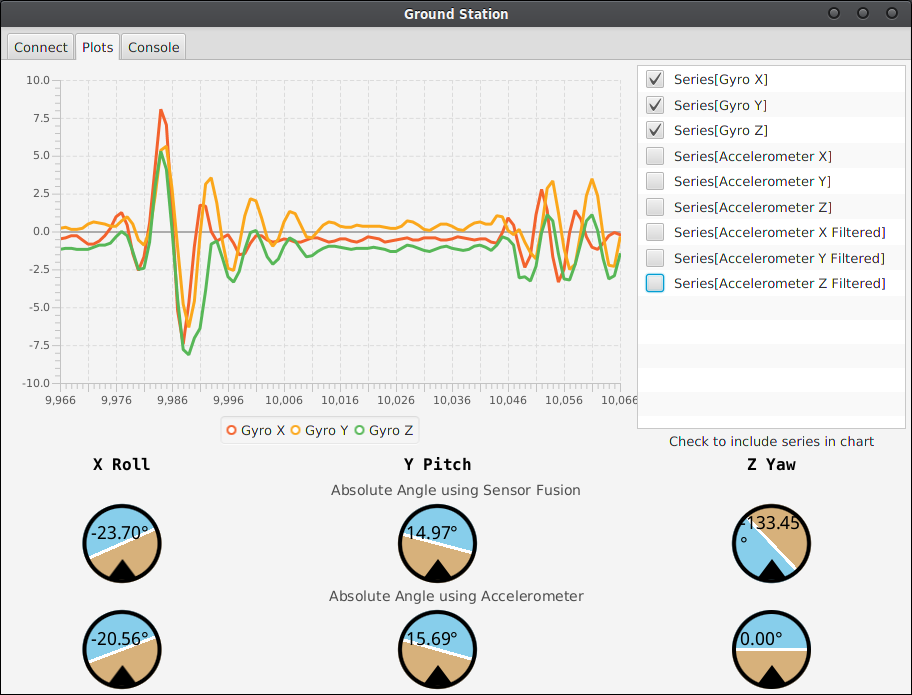 Ground Station
Connect Plots Console
10.0
7.5
5.0
2.5
0.0
-2.5
-5.0
-7.5
-10.0
9,966 9,976 9,986 9,996 10,006 10,016 10,026 10,036 10,046 10,056 10,066
Gyro X Gyro Y Gyro Z
Series[Gyro X]
Series[Gyro Y]
Series[Gyro Z]
Series[Accelerometer X]
Series[Accelerometer Y]
Series[Accelerometer Z]
Series[Accelerometer X Filtered]
Series[Accelerometer Y Filtered]
Series[Accelerometer Z Filtered]
Check to include series in chart
X Roll Y Pitch Z Yaw
Absolute Angle using Sensor Fusion
-23.70° 14.97° -133.45
°
Absolute Angle using Accelerometer
-20.56° 15.69° 0.00°